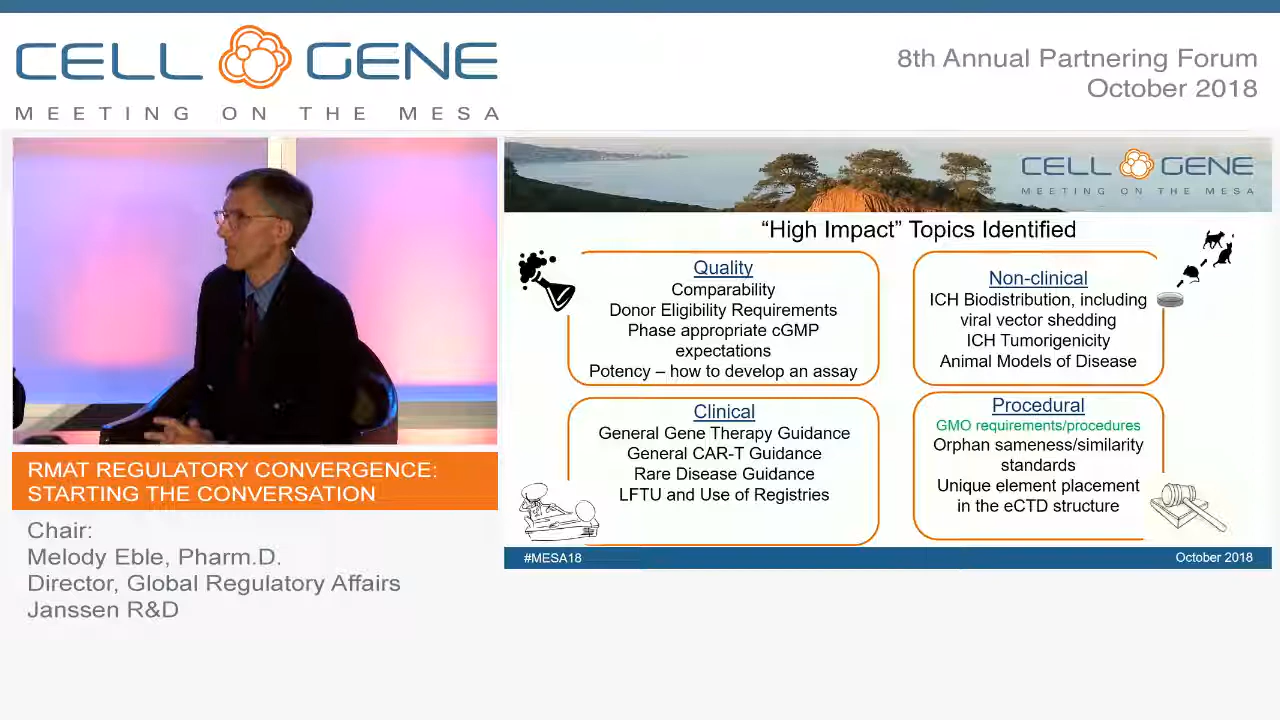 CELL GENE
MEETING ON THE MESA
8th Annual Partnering Forum
October 2018
CELL GENE
MEETING ON THE MESA
“High Impact” Topics Identified
Quality
Comparability
Donor Eligibility Requirements
Phase appropriate cGMP
expectations
Potency – how to develop an assay
Non-clinical
ICH Biodistribution, including
viral vector shedding
ICH Tumorigenicity
Animal Models of Disease
Clinical
General Gene Therapy Guidance
General CAR-T Guidance
Rare Disease Guidance
LFTU and Use of Registries
Procedural
GMO requirements/procedures
Orphan sameness/similarity
standards
Unique element placement
in the eCTD structure
#MESA18
October 2018
RMAT REGULATORY CONVERGENCE:
STARTING THE CONVERSATION
Chair:
Melody Eble, Pharm.D.
Director, Global Regulatory Affairs
Janssen R&D